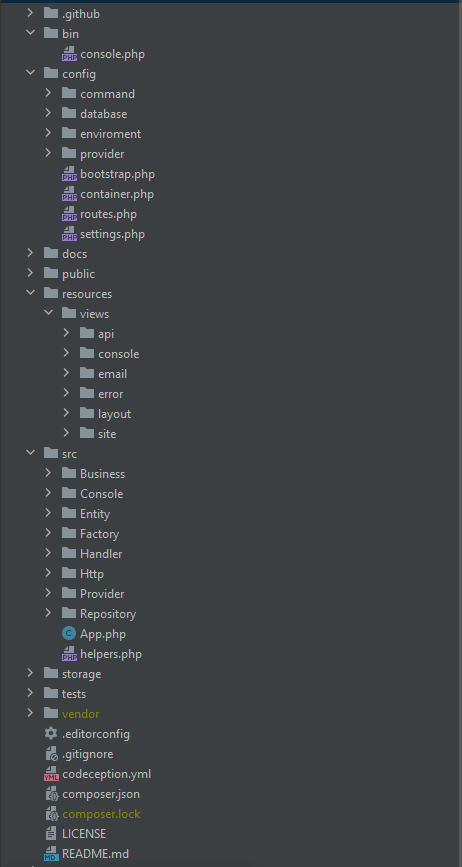 .github
bin
console.php
config
command
database
enviroment
provider
bootstrap.php
container.php
routes.php
settings.php
docs
public
resources
views
api
console
email
error
layout
site
src
Business
Console
Entity
Factory
Handler
Http
Provider
Repository
App.php
helpers.php
storage
tests
vendor
.editorconfig
.gitignore
codeception.yml
composer.json
composer.lock
LICENSE
README.md